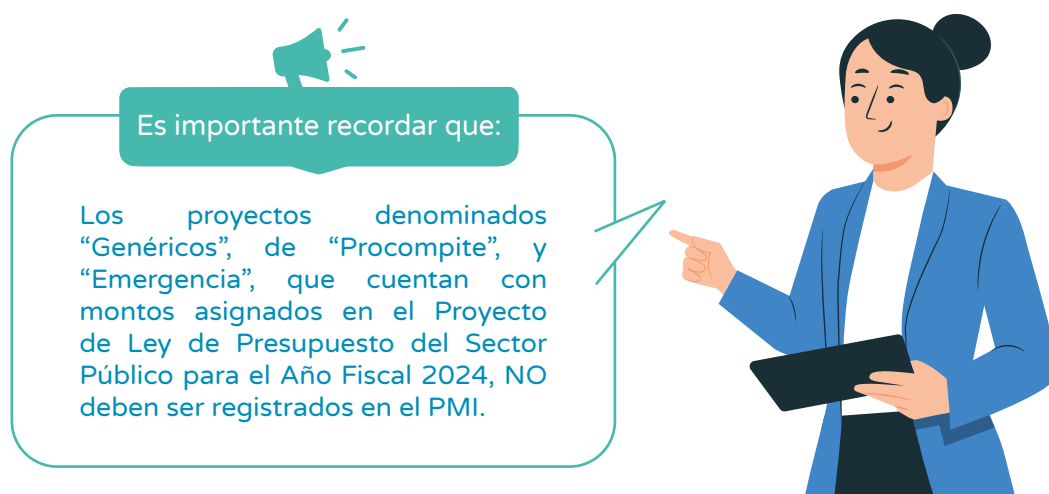 Es importante recordar que:
Los proyectos denominados
“Genéricos”, de “Procompite”, y
“Emergencia”, que cuentan con
montos asignados en el Proyecto
de Ley de Presupuesto del Sector
Público para el Año Fiscal 2024, NO
deben ser registrados en el PMI.